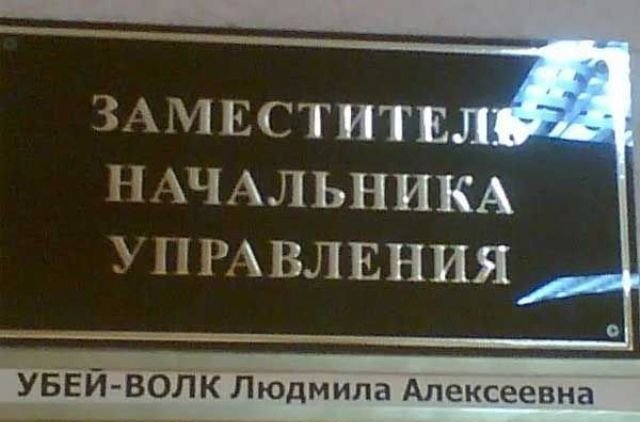 ЗАМЕСТИТЕЛЬ
НАЧАЛЬНИКА
УПРАВЛЕНИЯ
УБЕЙ-ВОЛК Людмила Алексеевна